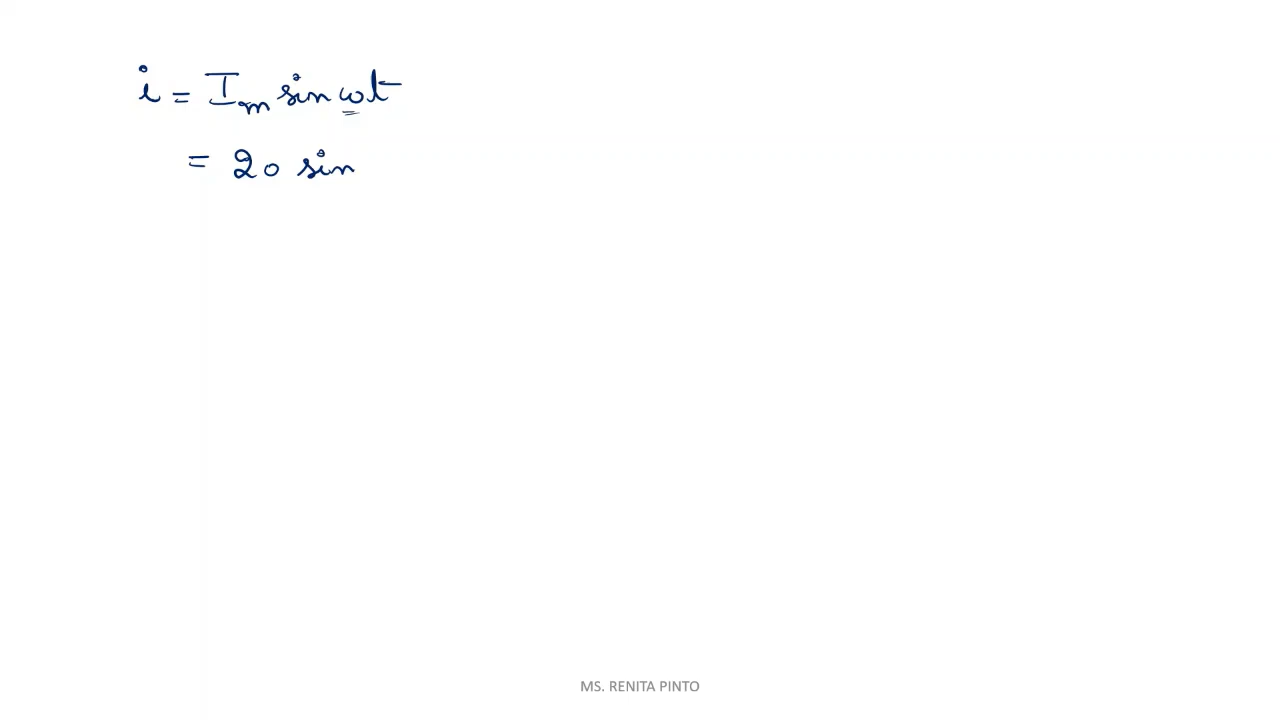 i = Im sin ωt
= 20 sin
MS. RENITA PINTO